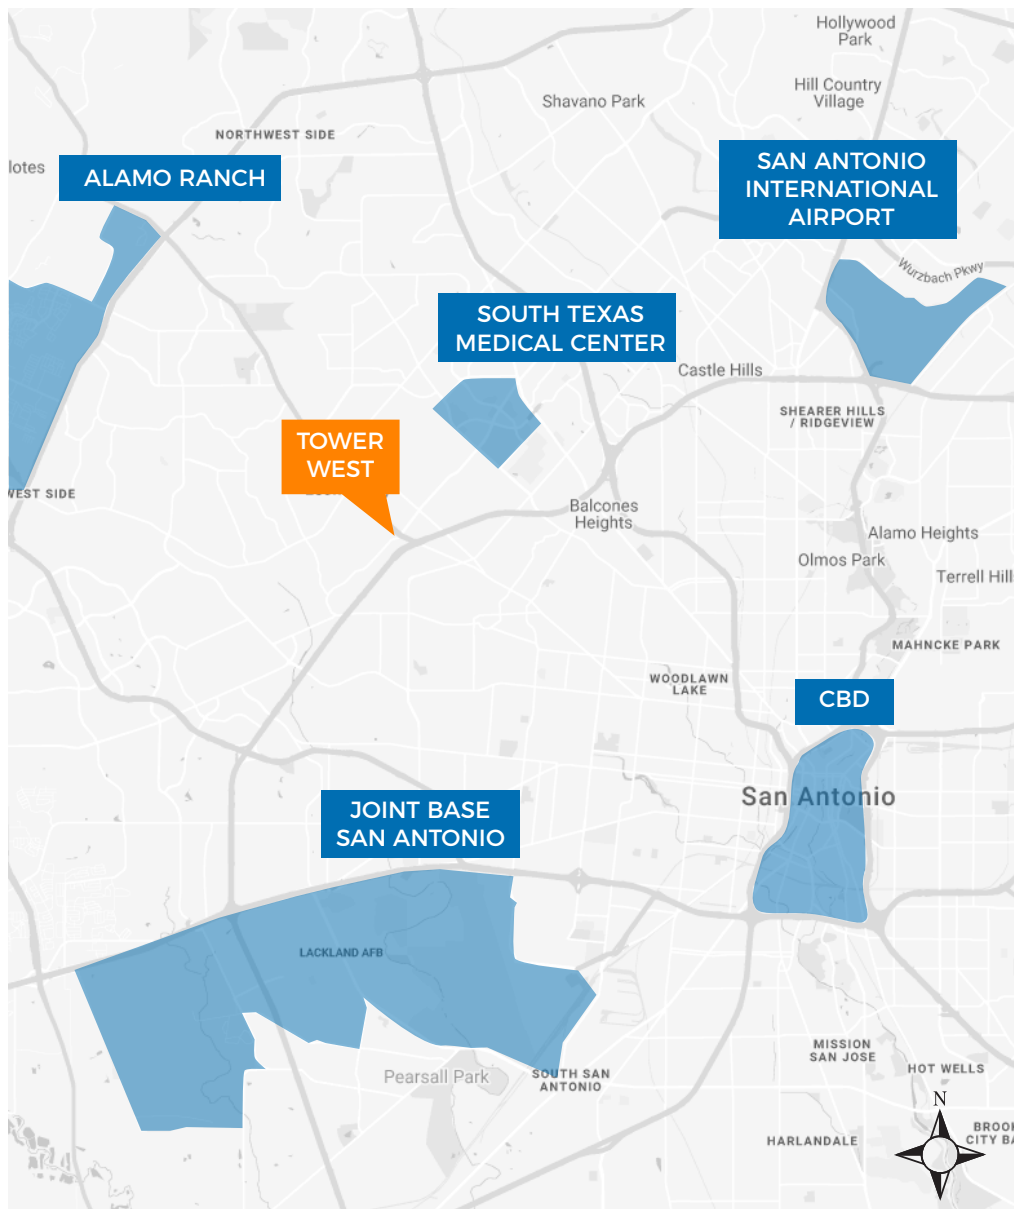 Hollywood
Park
Hill Country
Village
Shavano Park
NORTHWEST SIDE
lotes
ALAMO RANCH
SAN ANTONIO
INTERNATIONAL
AIRPORT
Wurzbach Pkwy
SOUTH TEXAS
MEDICAL CENTER
Castle Hills
SHEARER HILLS
/ RIDGEVIEW
TOWER
WEST
WEST SIDE
Balcones
Heights
Alamo Heights
Olmos Park
Terrell Hill
MAHNCKE PARK
WOODLAWN
LAKE
CBD
San Antonio
JOINT BASE
SAN ANTONIO
LACKLAND AFB
MISSION
SAN JOSE
HOT WELLS
Pearsall Park
SOUTH SAN
ANTONIO
N
HARLANDALE
BROOK
CITY BA